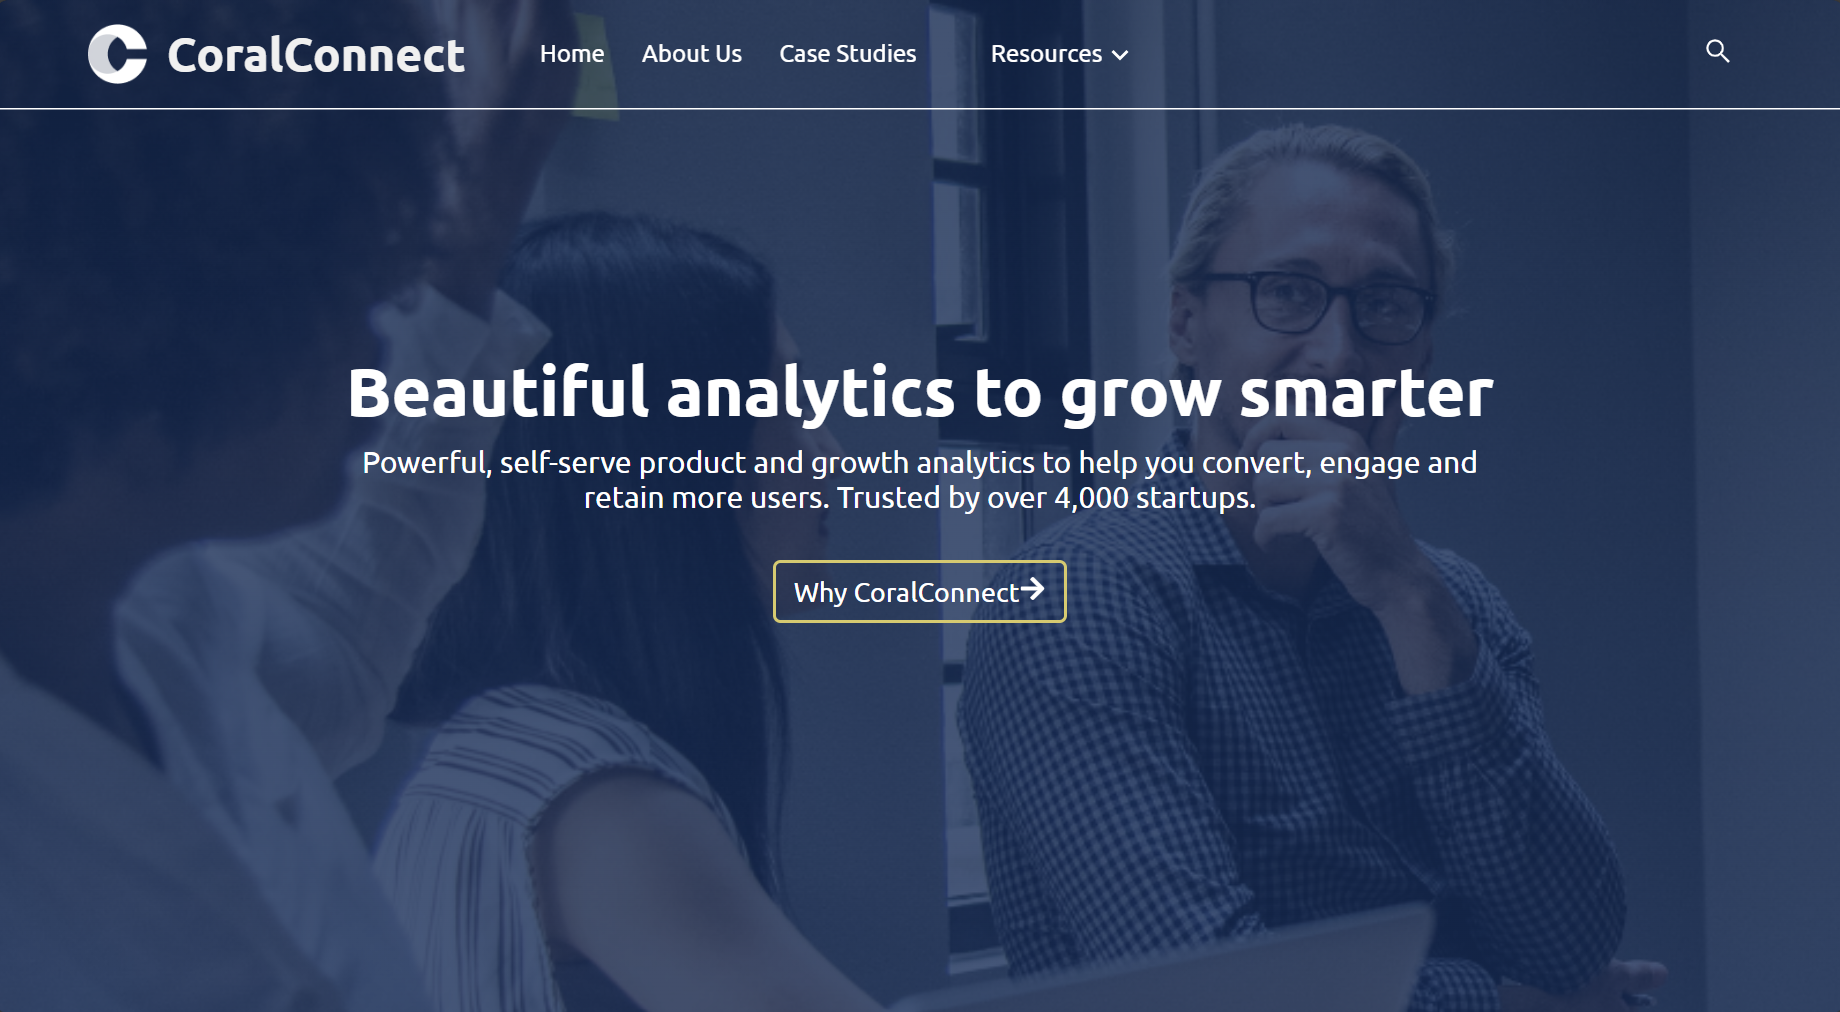 CoralConnect
Home About Us Case Studies Resources
Beautiful analytics to grow smarter
Powerful, self-serve product and growth analytics to help you convert, engage and
retain more users. Trusted by over 4,000 startups.
Why CoralConnect